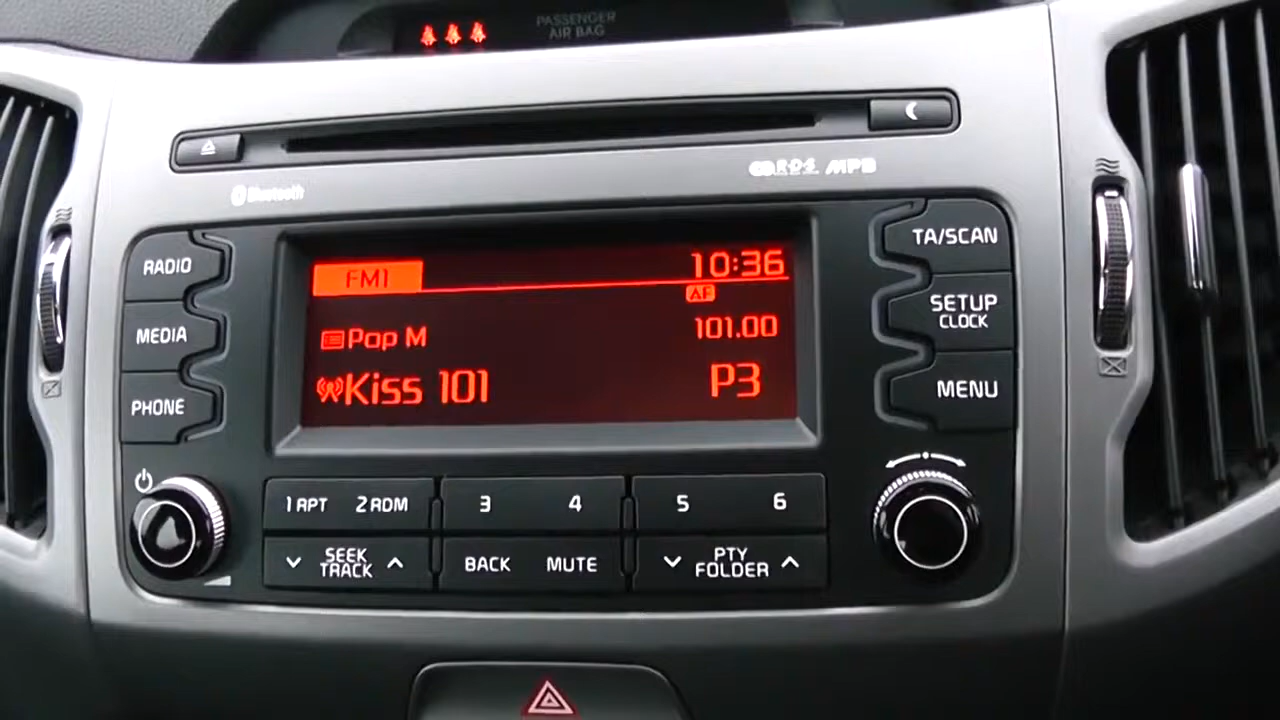 PASSENGER
AIR BAG
Bluetooth
RDS MP3
RADIO
MEDIA
PHONE
FM1
10:36
AF
Pop M
101.00
Kiss 101
P3
TA/SCAN
SETUP
CLOCK
MENU
1 RPT
2 RDM
3
4
5
6
SEEK
TRACK
BACK
MUTE
PTY
FOLDER